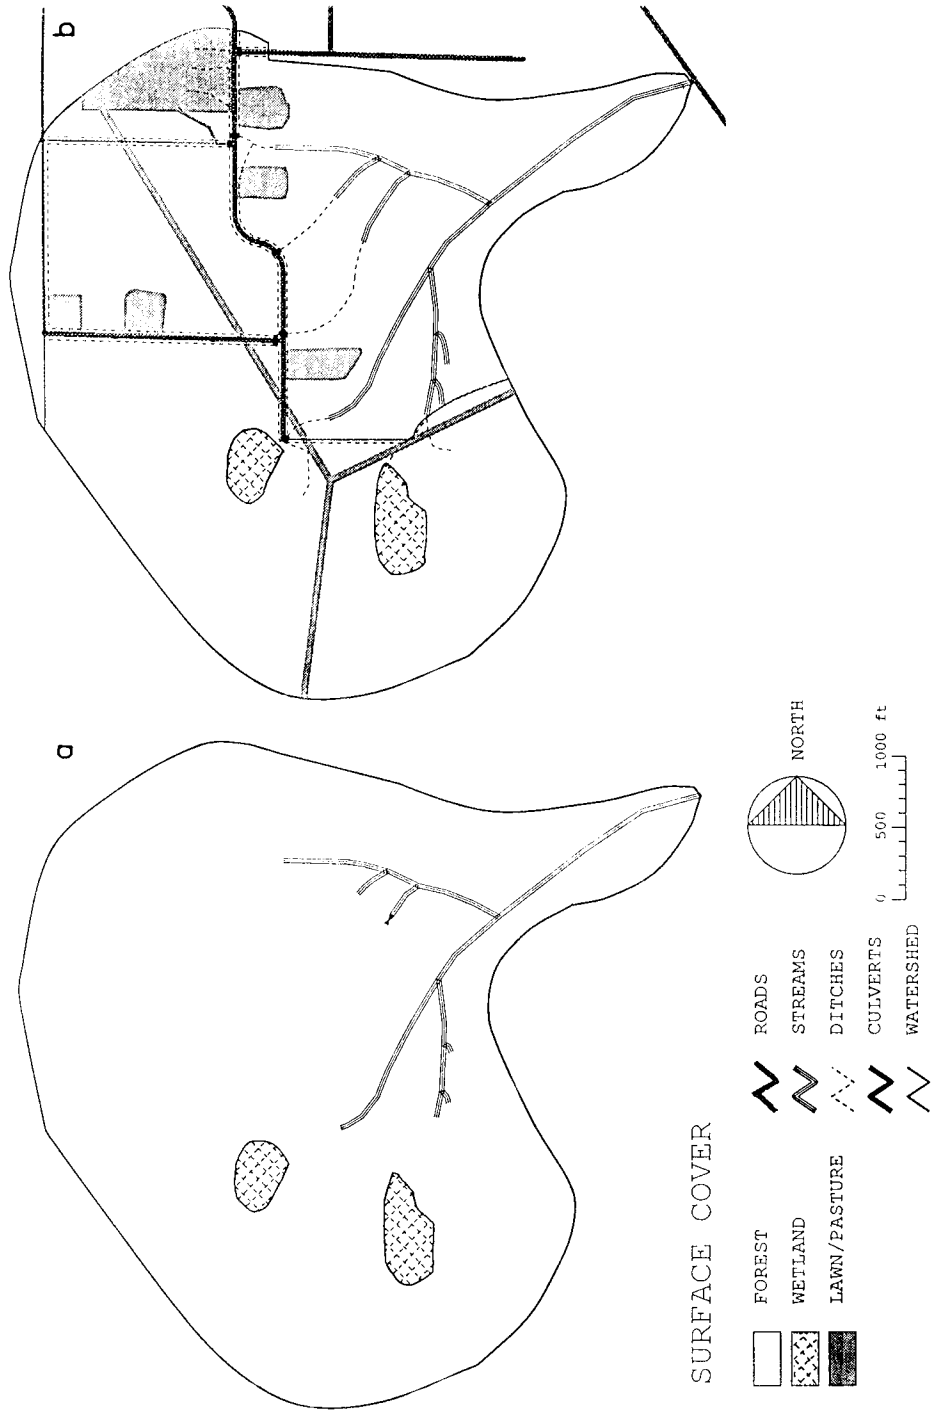 a
b
SURFACE COVER
FOREST
WETLAND
LAWN/PASTURE
ROADS
STREAMS
DITCHES
CULVERTS
WATERSHED
NORTH
0 500 1000 ft